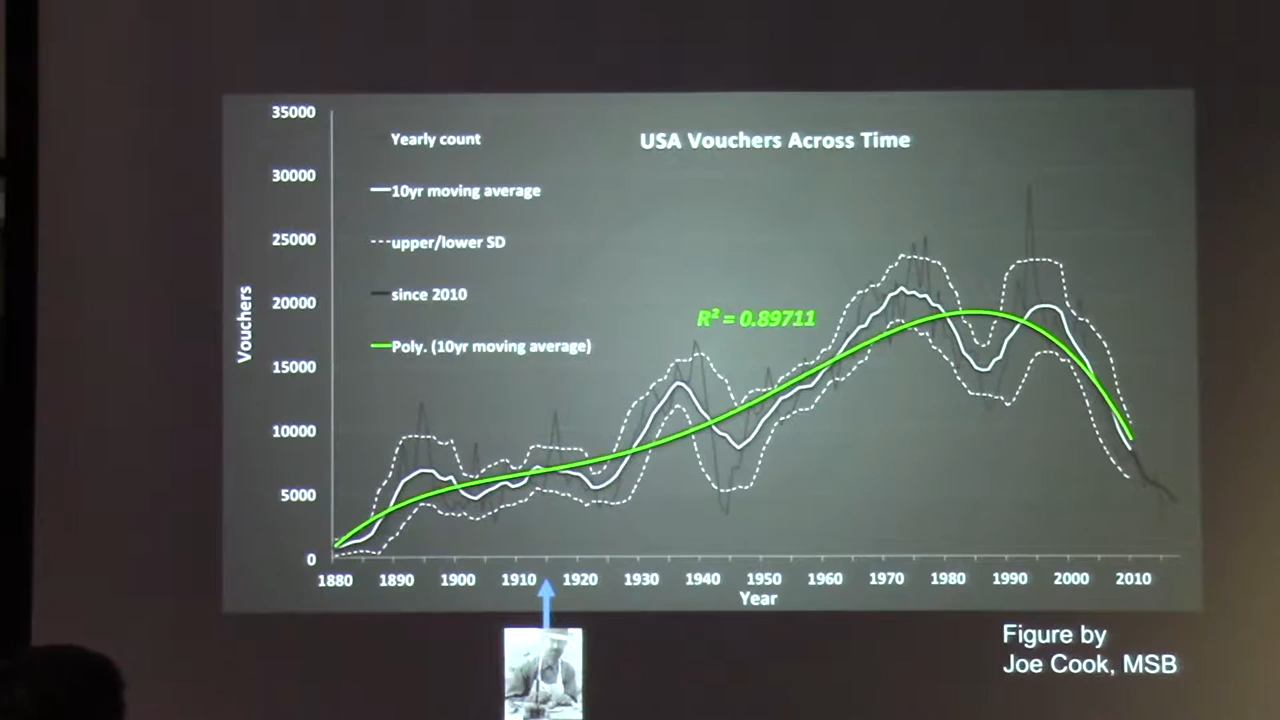 USA Vouchers Across Time
Yearly count
10yr moving average
upper/lower SD
since 2010
Poly. (10yr moving average)
R² = 0.89711
Vouchers
35000
30000
25000
20000
15000
10000
5000
0
1880 1890 1900 1910 1920 1930 1940 1950 1960 1970 1980 1990 2000 2010
Year
Figure by
Joe Cook, MSB